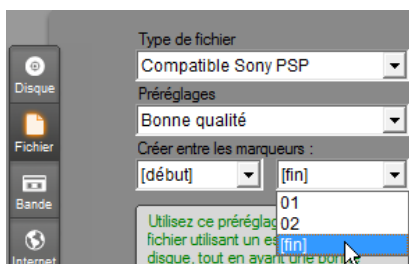 Type de fichier
Compatible Sony PSP
Disque
Préréglages
Bonne qualité
Fichier
Créer entre les marqueurs :
[début]
[fin]
01
Bande
02
Utilisez ce préréglag
[fin]
fichier utilisant un es
Internet
disque, tout en ayant une bonne